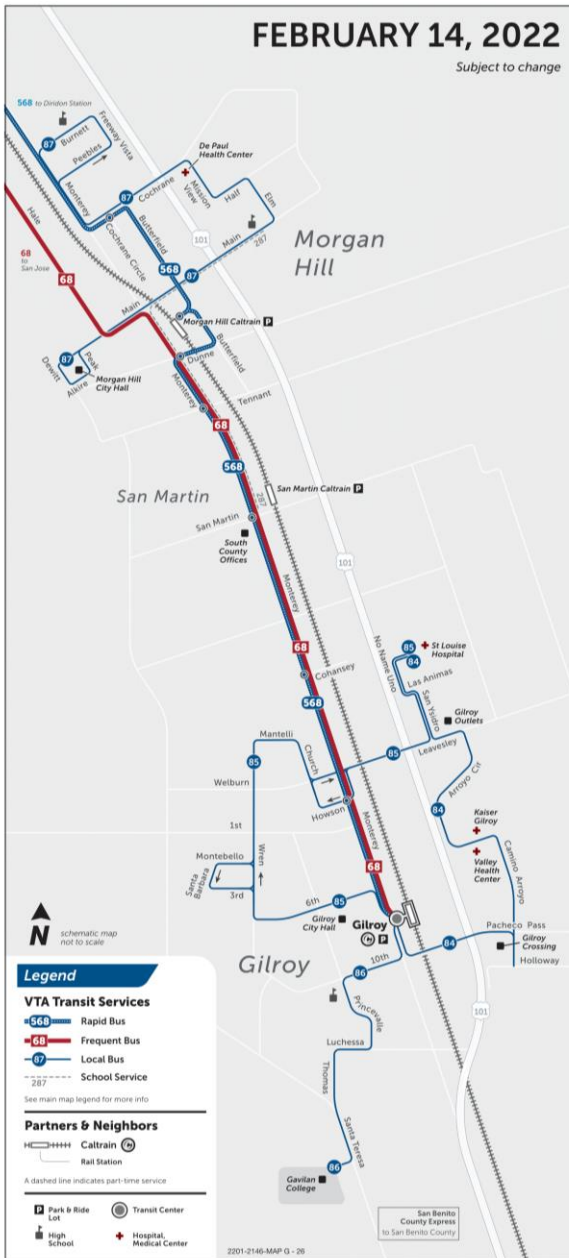 FEBRUARY 14, 2022
Subject to change
568 to Diridon Station
87
Burnett
Freeway Vista
Peebles
Monterey
De Paul
Health Center
87
Cochrane
Mission
View
Half
Elm
Cochrane Circle
Butterfield
568
101
Main
287
Morgan
Hill
Hale
68
to
San Jose
68
87
Main
Morgan Hill Caltrain P
Butterfield
87
Peak
Dewitt
Alkire
Morgan Hill
City Hall
Dunne
Monterey
Tennant
68
568
287
San Martin Caltrain P
San Martin
San Martin
South
County
Offices
Monterey
101
68
Cohansey
568
No Name Uno
85
84
St Louise
Hospital
Las Animas
San Ysidro
Gilroy
Outlets
Mantelli
85
Church
85
Leavesley
Welburn
Arroyo Cir
84
Howson
Monterey
1st
Kaiser
Gilroy
Valley
Health
Center
Camino Arroyo
Montebello
Wren
68
Santa
Barbara
3rd
6th
85
Gilroy
City Hall
Gilroy
P
Pacheco Pass
84
Gilroy
Crossing
Holloway
N
schematic map
not to scale
Gilroy
10th
86
Princevalle
101
Luchessa
Thomas
Santa Teresa
86
Gavilan
College
San Benito
County Express
to San Benito County
Legend
VTA Transit Services
568 Rapid Bus
68 Frequent Bus
87 Local Bus
287 School Service
See main map legend for more info
Partners & Neighbors
Caltrain
Rail Station
A dashed line indicates part-time service
P Park & Ride
Lot
Transit Center
High
School
Hospital,
Medical Center
2201-2146-MAP G - 26